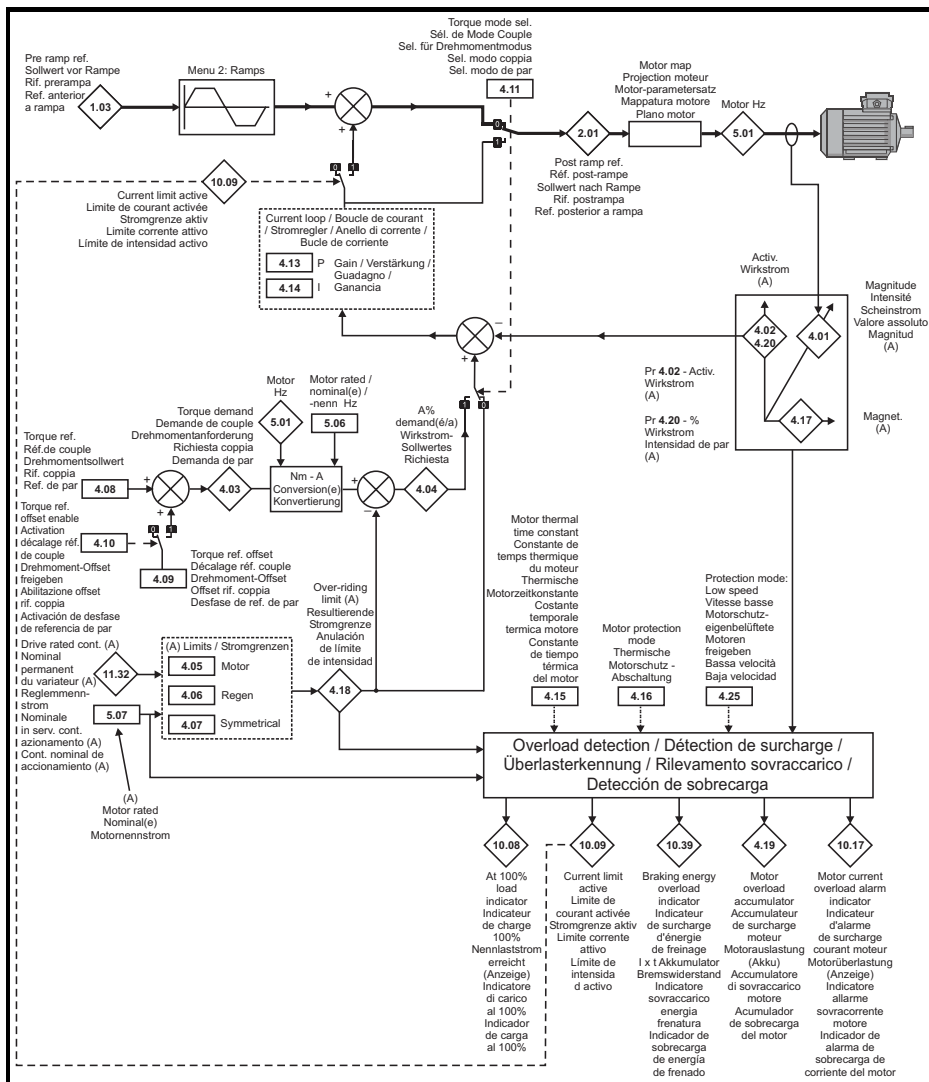 Torque mode sel.
Sél. de Mode Couple
Sel. für Drehmomentmodus
Sel. modo coppia
Sel. modo de par
4.11
Pre ramp ref.
Sollwert vor Rampe
Rif. prerampa
Ref. anterior
a rampa
1.03
Menu 2: Ramps
+
+
0
1
0
1
2.01
Post ramp ref.
Réf. post-rampe
Sollwert nach Rampe
Rif. postrampa
Ref. posterior a rampa
Motor map
Projection moteur
Motor-parametersatz
Mappatura motore
Plano motor
Motor Hz
5.01
10.09
Current limit active
Limite de courant activée
Stromgrenze aktiv
Limite corrente attivo
Límite de intensidad activo
Current loop / Boucle de courant
/ Stromregler / Anello di corrente /
Bucle de corriente
4.13 P Gain / Verstärkung /
Guadagno /
4.14 I Ganancia
–
+
1
0
Activ.
Wirkstrom
(A)
Magnitude
Intensité
Scheinstrom
Valore assoluto
Magnitud
(A)
4.02
4.20
4.01
Pr 4.02 - Activ.
Wirkstrom
(A)
Pr 4.20 - %
Wirkstrom
Intensidad de par (A)
4.17
Magnet.
(A)
Torque ref.
Réf.de couple
Drehmomentsollwert
Rif. coppia
Ref. de par
4.08
+
+
Torque demand
Demande de couple
Drehmomentanforderung
Richiesta coppia
Demanda de par
4.03
Motor
Hz
5.01
Motor rated /
nominal(e) /
-nenn Hz
5.06
Nm - A
Conversion(e)
Konvertierung
+
–
A%
demand(é/a)
Wirkstrom-
Sollwertes
Richiesta
4.04
Torque ref.
offset enable
Activation
décalage réf.
de couple
Drehmoment-Offset
freigeben
Abilitazione offset
rif. coppia
Activación de desfase
de referencia de par
4.10
0
1
4.09
Torque ref. offset
Décalage réf. couple
Drehmoment-Offset
Offset rif. coppia
Desfase de ref. de par
Drive rated cont. (A)
Nominal
permanent
du variateur (A)
Reglemmenn-
strom
Nominale
in serv. cont.
azionamento (A)
Cont. nominal de
accionamiento (A)
11.32
5.07
(A)
Motor rated
Nominal(e)
Motornennstrom
(A) Limits / Stromgrenzen
4.05 Motor
4.06 Regen
4.07 Symmetrical
Over-riding
limit (A)
Resultierende
Stromgrenze
Anulación
de límite
de intensidad
4.18
Motor thermal
time constant
Constante de
temps thermique
du moteur
Thermische
Motorzeitkonstante
Costante
temporale
termica motore
Constante
de tiempo
térmica
del motor
4.15
Motor protection
mode
Thermische
Motorschutz -
Abschaltung
4.16
Protection mode:
Low speed
Vitesse basse
Motorschutz-
eigenbelüftete
Motoren
freigeben
Bassa velocità
Baja velocidad
4.25
Overload detection / Détection de surcharge /
Überlasterkennung / Rilevamento sovraccarico /
Detección de sobrecarga
10.08
At 100%
load
indicator
Indicateur
de charge
100%
Nennlaststrom
erreicht
(Anzeige)
Indicatore
di carico
al 100%
Indicador
de carga
al 100%
10.09
Current limit
active
Limite de
courant activée
Stromgrenze aktiv
Limite corrente
attivo
Límite de
intensida
d activo
10.39
Braking energy
overload
indicator
Indicateur
de surcharge
d'énergie
de freinage
I x t Akkumulator
Bremswiderstand
Indicatore
sovraccarico
energia
frenatura
Indicador de
sobrecarga
de energía
de frenado
4.19
Motor
overload
accumulator
Accumulateur
de surcharge
moteur
Motorauslastung
(Akku)
Accumulatore
di sovraccarico
motore
Acumulador
de sobrecarga
del motor
10.17
Motor current
overload alarm
indicator
Indicateur
d'alarme
de surcharge
courant moteur
Motorüberlastung
(Anzeige)
Indicatore
allarme
sovracorrente
motore
Indicador de
alarma de
sobrecarga de
corriente del motor